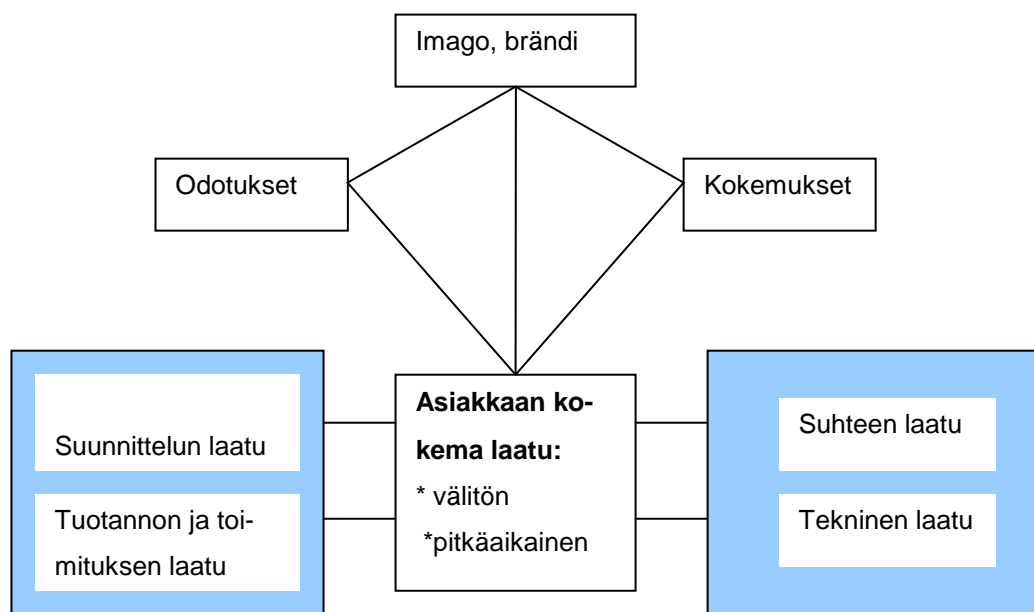 Imago, brändi
Odotukset
Kokemukset
Suunnittelun laatu
Tuotannon ja toi-
mituksen laatu
Asiakkaan ko-
kema laatu:
* välitön
*pitkäaikainen
Suhteen laatu
Tekninen laatu